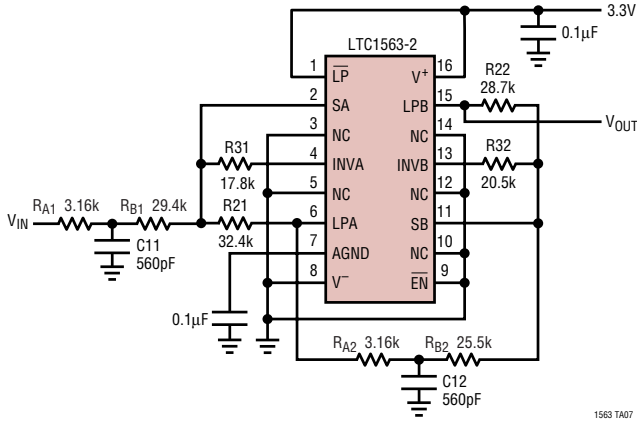 3.3V
0.1µF
LTC1563-2
1 LP V+ 16
R22
28.7k
2 SA LPB 15
VOUT
3 NC NC 14
R31
17.8k
4 INVA INVB 13
R32
20.5k
5 NC NC 12
VIN RA1 3.16k RB1 29.4k
R21
32.4k
6 LPA SB 11
C11
560pF
7 AGND NC 10
8 V− EN 9
0.1µF
RA2 3.16k RB2 25.5k
C12
560pF
1563 TA07